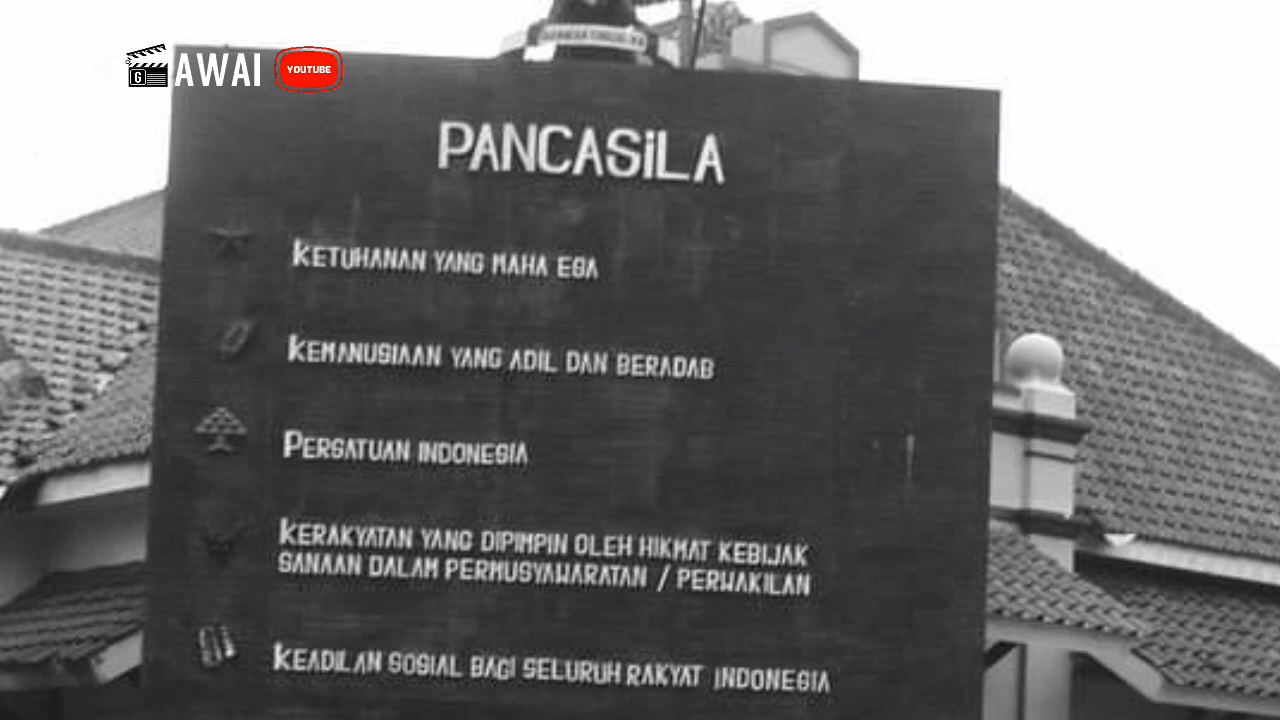 G AWAI YOUTUBE
PANCASiLA
KETUHANAN YANG MAHA ESA
KEMANUSIAAN YANG ADIL DAN BERADAB
PERSATUAN INDONESIA
KERAKYATAN YANG DIPIMPIN OLEH HIKMAT KEBIJAK
SANAAN DALAM PERMUSYAWARATAN / PERWAKILAN
KEADILAN SOSIAL BAGI SELURUH RAKYAT INDONESIA